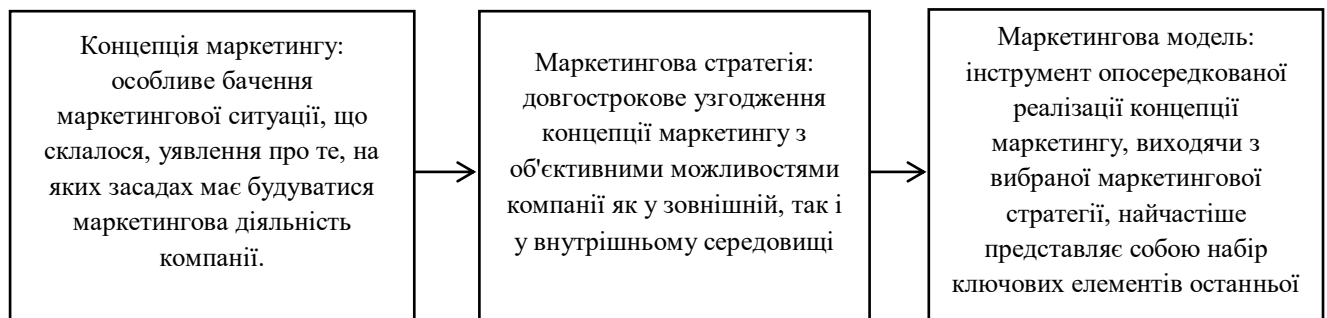 Концепція маркетингу:
особливе бачення
маркетингової ситуації, що
склалося, уявлення про те, на
яких засадах має будуватися
маркетингова діяльність
компанії.
Маркетингова стратегія:
довгострокове узгодження
концепції маркетингу з
об'єктивними можливостями
компанії як у зовнішній, так і
у внутрішньому середовищі
Маркетингова модель:
інструмент опосередкованої
реалізації концепції
маркетингу, виходячи з
вибраної маркетингової
стратегії, найчастіше
представляє собою набір
ключових елементів останньої